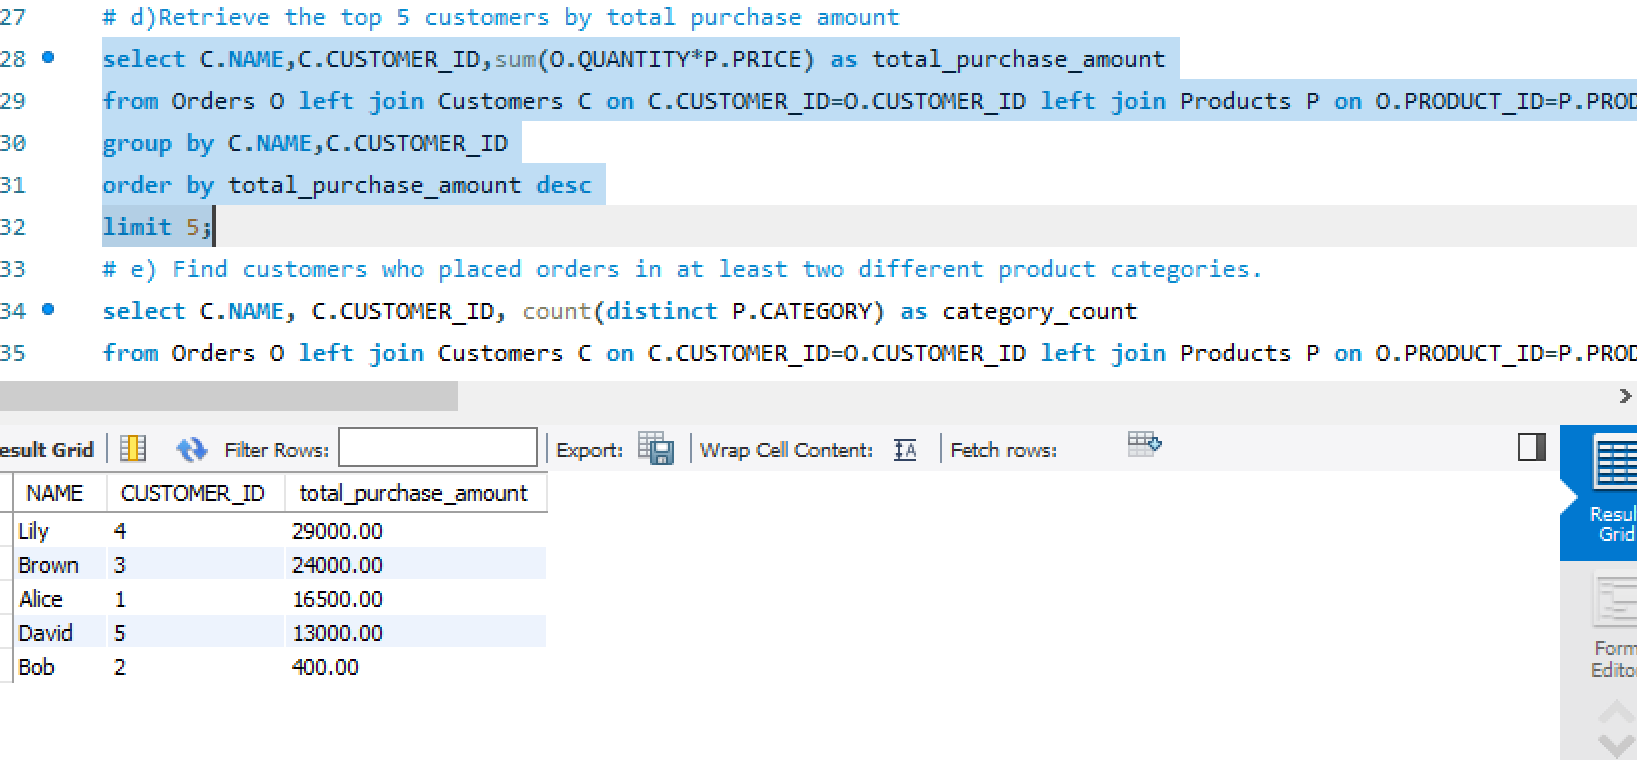 27 # d)Retrieve the top 5 customers by total purchase amount
28 select C.NAME,C.CUSTOMER_ID,sum(O.QUANTITY*P.PRICE) as total_purchase_amount
29 from Orders O left join Customers C on C.CUSTOMER_ID=O.CUSTOMER_ID left join Products P on O.PRODUCT_ID=P.PROD
30 group by C.NAME,C.CUSTOMER_ID
31 order by total_purchase_amount desc
32 limit 5;
33 # e) Find customers who placed orders in at least two different product categories.
34 select C.NAME, C.CUSTOMER_ID, count(distinct P.CATEGORY) as category_count
35 from Orders O left join Customers C on C.CUSTOMER_ID=O.CUSTOMER_ID left join Products P on O.PRODUCT_ID=P.PROD
esult Grid Filter Rows: Export: Wrap Cell Content: IA Fetch rows:
NAME CUSTOMER_ID total_purchase_amount
Lily 4 29000.00
Brown 3 24000.00
Alice 1 16500.00
David 5 13000.00
Bob 2 400.00
Resul
Grid
Form
Edito